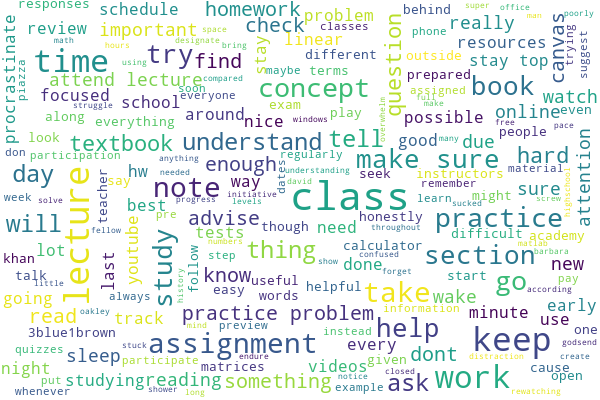 responses schedule homework problem behind super office man poorly
math hours designate bring space check phone classes trying suggest
piazza review important linear different outside really resources canvas
procrastinate time try find stay maybe terms prepared stay top
using struggle compared soon assigned
attend lecture concept question book
focused school everyone exam play full make overwhelm online watch
along everything around nice windows possible free many pace even
look textbook understand tell good people due attention
don participation enough regularly make sure hard material
day teacher hw way dates seek instructors sure
week solve say anything understanding remember
needed david learn sucked might screw highschool
will lecture note progress initiative levels class practice
best youtube pre advise though need honestly throughout difficult academy
fellow tests numbers calculator matlab barbara
khan lot last study history step thing done section new
talk little follow know useful show confused start pay
going always easy words helpful wake forget go according early
read track practice problem take information minute use
oakley mind preview instead every help keep one
3blue1brown stuck assignment given dont godsend
quizzes sleep participate endure matrices videos closed distraction cause create
night put studying reading something notice ask work open
whenever shower long example rewatching